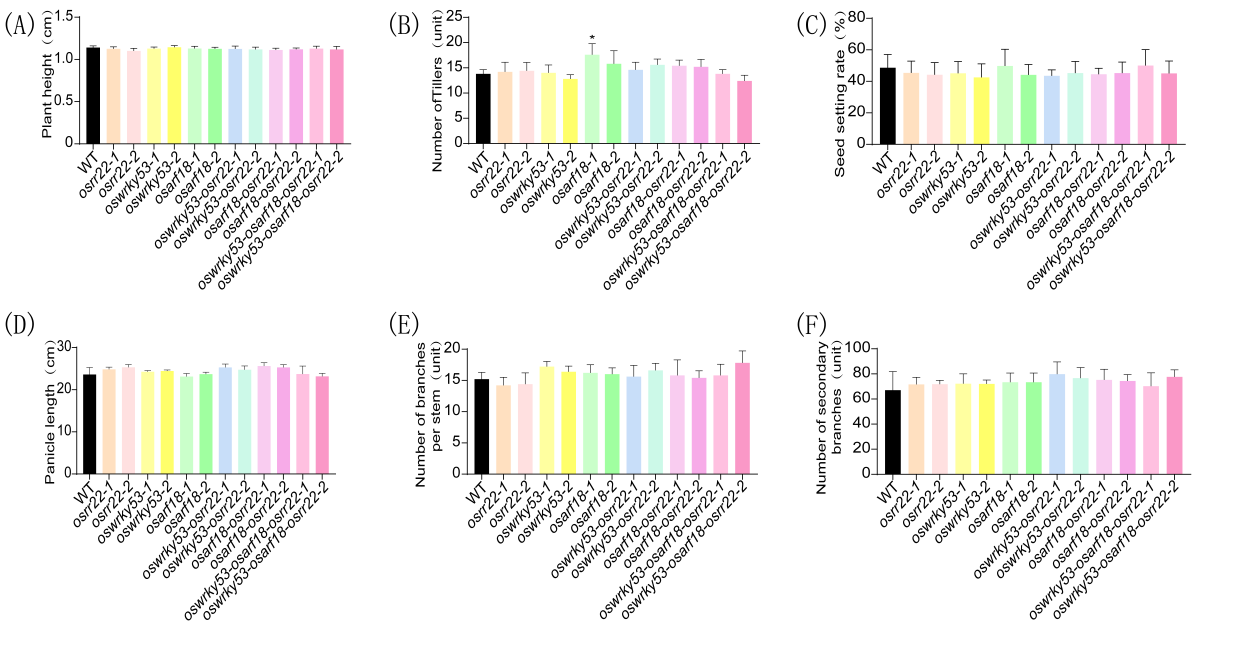 (A)
Plant height（cm）
1.5
1.0
0.5
0
WT
osrr22-1
osrr22-2
oswrky53-1
oswrky53-2
osarf18-1
osarf18-2
oswrky53-osrr22-1
oswrky53-osrr22-2
osarf18-osrr22-1
osarf18-osrr22-2
oswrky53-osarf18-osrr22-1
oswrky53-osarf18-osrr22-2
(B)
Number of Tillers（unit）
25
20
15
10
5
0
*
WT
osrr22-1
osrr22-2
oswrky53-1
oswrky53-2
osarf18-1
osarf18-2
oswrky53-osrr22-1
oswrky53-osrr22-2
osarf18-osrr22-1
osarf18-osrr22-2
oswrky53-osarf18-osrr22-1
oswrky53-osarf18-osrr22-2
(C)
Seed setting rate（%）
80
60
40
20
0
WT
osrr22-1
osrr22-2
oswrky53-1
oswrky53-2
osarf18-1
osarf18-2
oswrky53-osrr22-1
oswrky53-osrr22-2
osarf18-osrr22-1
osarf18-osrr22-2
oswrky53-osarf18-osrr22-1
oswrky53-osarf18-osrr22-2
(D)
Panicle length（cm）
30
20
10
0
WT
osrr22-1
osrr22-2
oswrky53-1
oswrky53-2
osarf18-1
osarf18-2
oswrky53-osrr22-1
oswrky53-osrr22-2
osarf18-osrr22-1
osarf18-osrr22-2
oswrky53-osarf18-osrr22-1
oswrky53-osarf18-osrr22-2
(E)
Number of branches
per stem（unit）
20
15
10
5
0
WT
osrr22-1
osrr22-2
oswrky53-1
oswrky53-2
osarf18-1
osarf18-2
oswrky53-osrr22-1
oswrky53-osrr22-2
osarf18-osrr22-1
osarf18-osrr22-2
oswrky53-osarf18-osrr22-1
oswrky53-osarf18-osrr22-2
(F)
Number of secondary
branches（unit）
100
80
60
40
20
0
WT
osrr22-1
osrr22-2
oswrky53-1
oswrky53-2
osarf18-1
osarf18-2
oswrky53-osrr22-1
oswrky53-osrr22-2
osarf18-osrr22-1
osarf18-osrr22-2
oswrky53-osarf18-osrr22-1
oswrky53-osarf18-osrr22-2